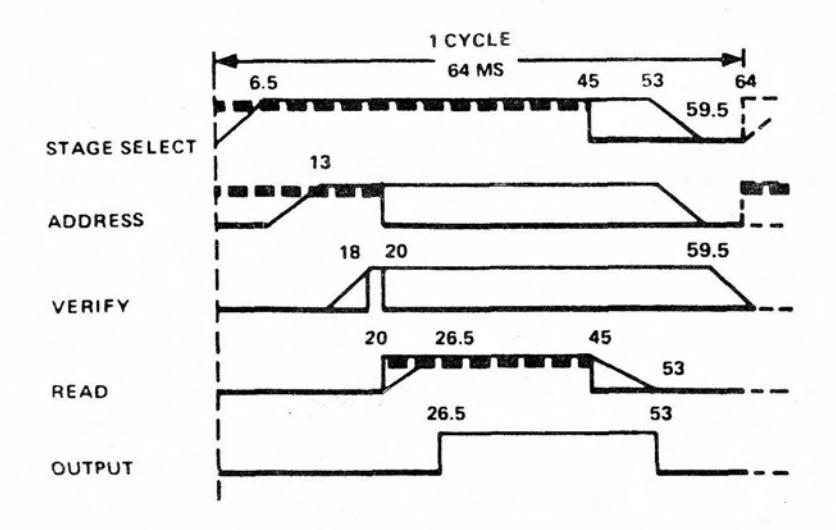 1 CYCLE
64 MS
6.5 45 53 64
59.5
STAGE SELECT
13
ADDRESS
18 20 59.5
VERIFY
20 26.5 45
53
READ
26.5 53
OUTPUT